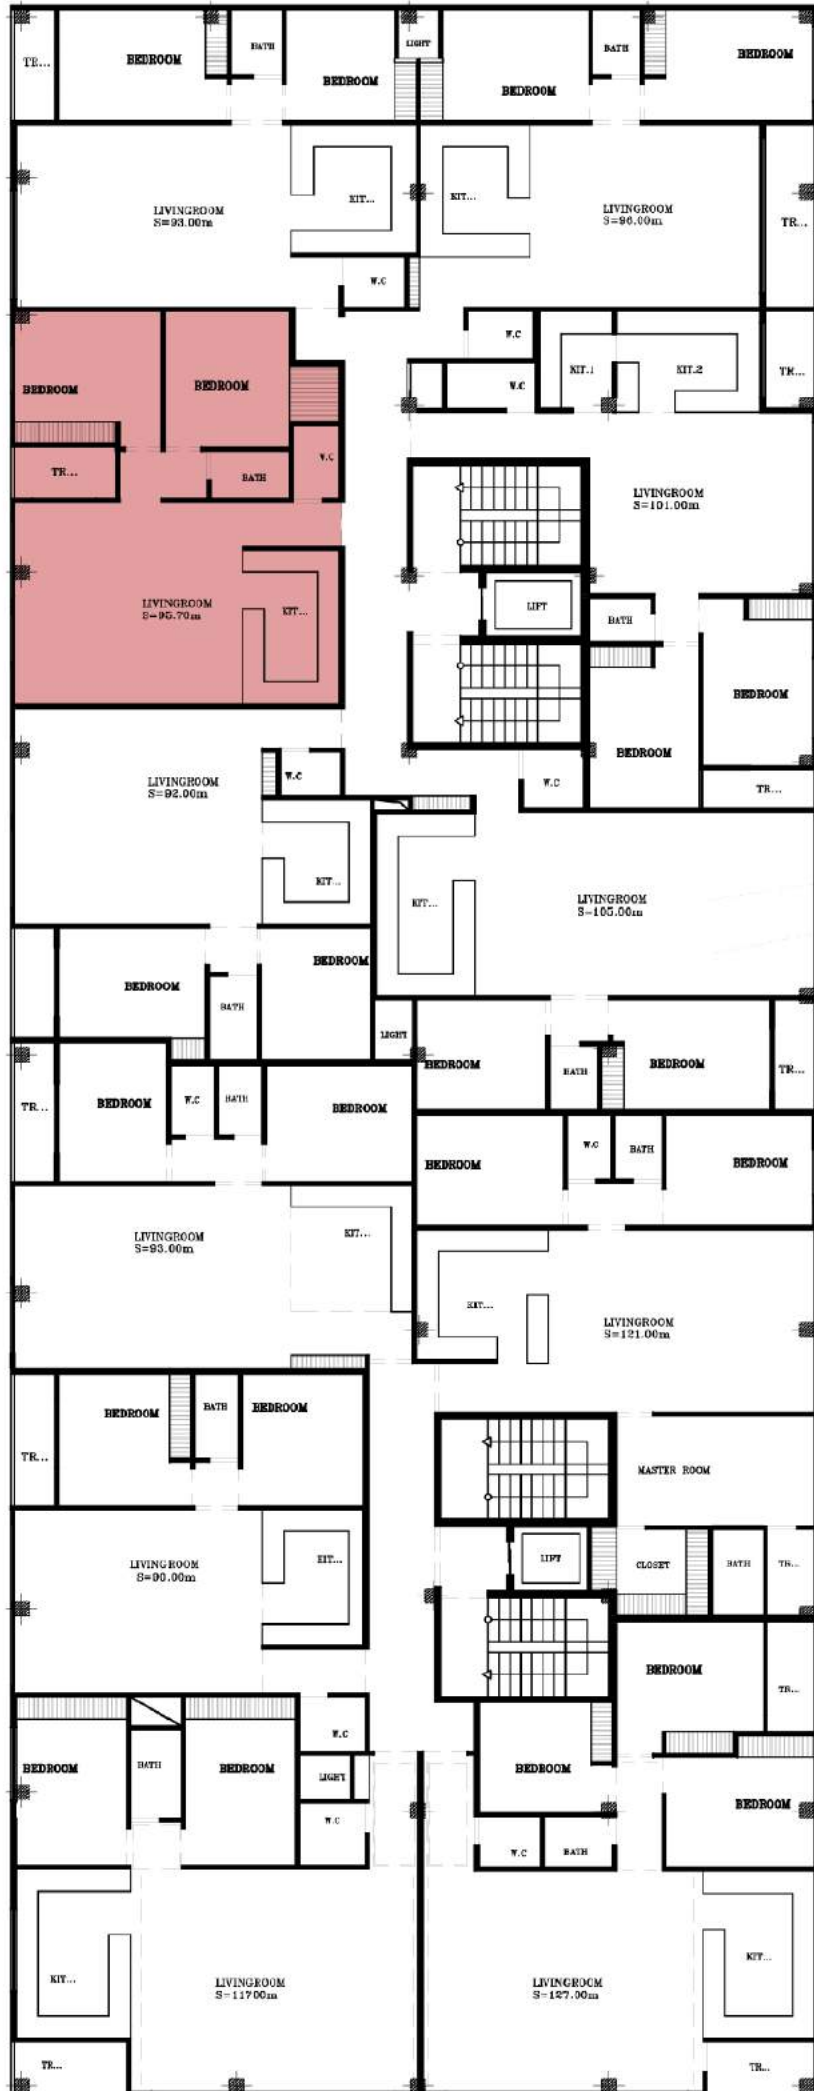 TR...
BEDROOM
BATH
BEDROOM
LIGHT
BEDROOM
BATH
BEDROOM
LIVINGROOM
S=93.00m
KIT...
KIT...
LIVINGROOM
S=96.00m
TR...
W.C
BEDROOM
BEDROOM
W.C
W.C
KIT.1
KIT.2
TR...
TR...
BATH
W.C
LIVINGROOM
S=101.00m
LIVINGROOM
S=95.70m
KIT...
LIFT
BATH
BEDROOM
BEDROOM
TR...
LIVINGROOM
S=92.00m
W.C
W.C
KIT...
KIT...
LIVINGROOM
S=105.00m
BEDROOM
BATH
BEDROOM
LIGHT
BEDROOM
BATH
BEDROOM
TR...
TR...
BEDROOM
W.C
BATH
BEDROOM
BEDROOM
W.C
BATH
BEDROOM
LIVINGROOM
S=93.00m
KIT...
KIT...
LIVINGROOM
S=121.00m
TR...
BEDROOM
BATH
BEDROOM
MASTER ROOM
LIVINGROOM
S=90.00m
KIT...
LIFT
CLOSET
BATH
TR...
BEDROOM
TR...
BEDROOM
BATH
BEDROOM
W.C
LIGHT
W.C
BEDROOM
BEDROOM
W.C
BATH
KIT...
LIVINGROOM
S=11700m
LIVINGROOM
S=127.00m
KIT...
TR...
TR...